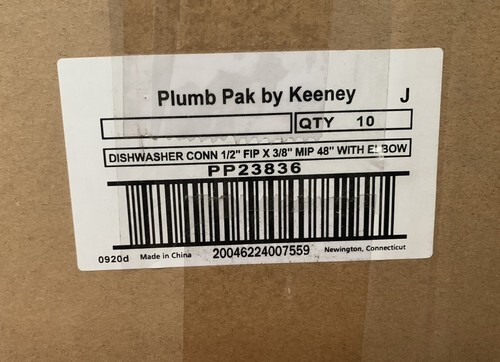 Plumb Pak by Keeney J
QTY 10
DISHWASHER CONN 1/2" FIP X 3/8" MIP 48" WITH ELBOW
PP23836
0920d Made in China 20046224007559 Newington, Connecticut